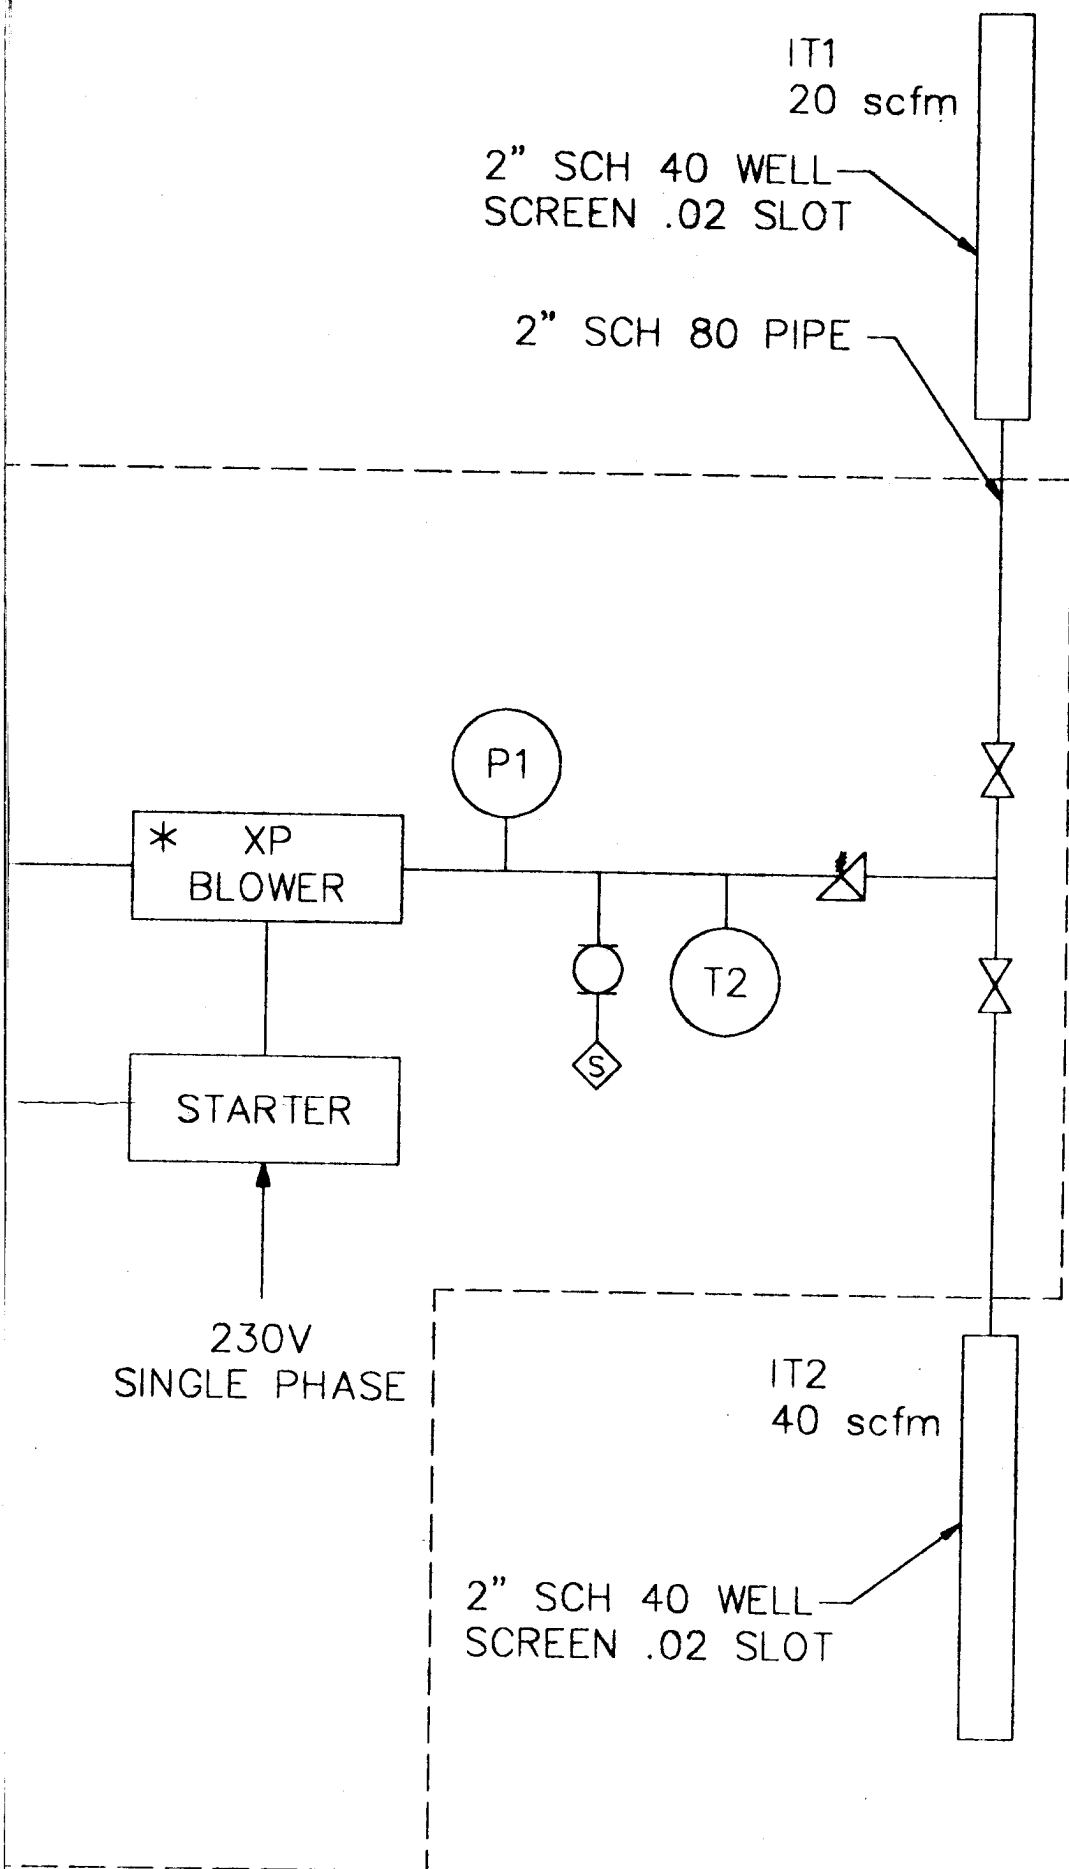 IT1
20 scfm
2" SCH 40 WELL
SCREEN .02 SLOT
2" SCH 80 PIPE
P1
* XP
BLOWER
T2
S
STARTER
230V
SINGLE PHASE
IT2
40 scfm
2" SCH 40 WELL
SCREEN .02 SLOT